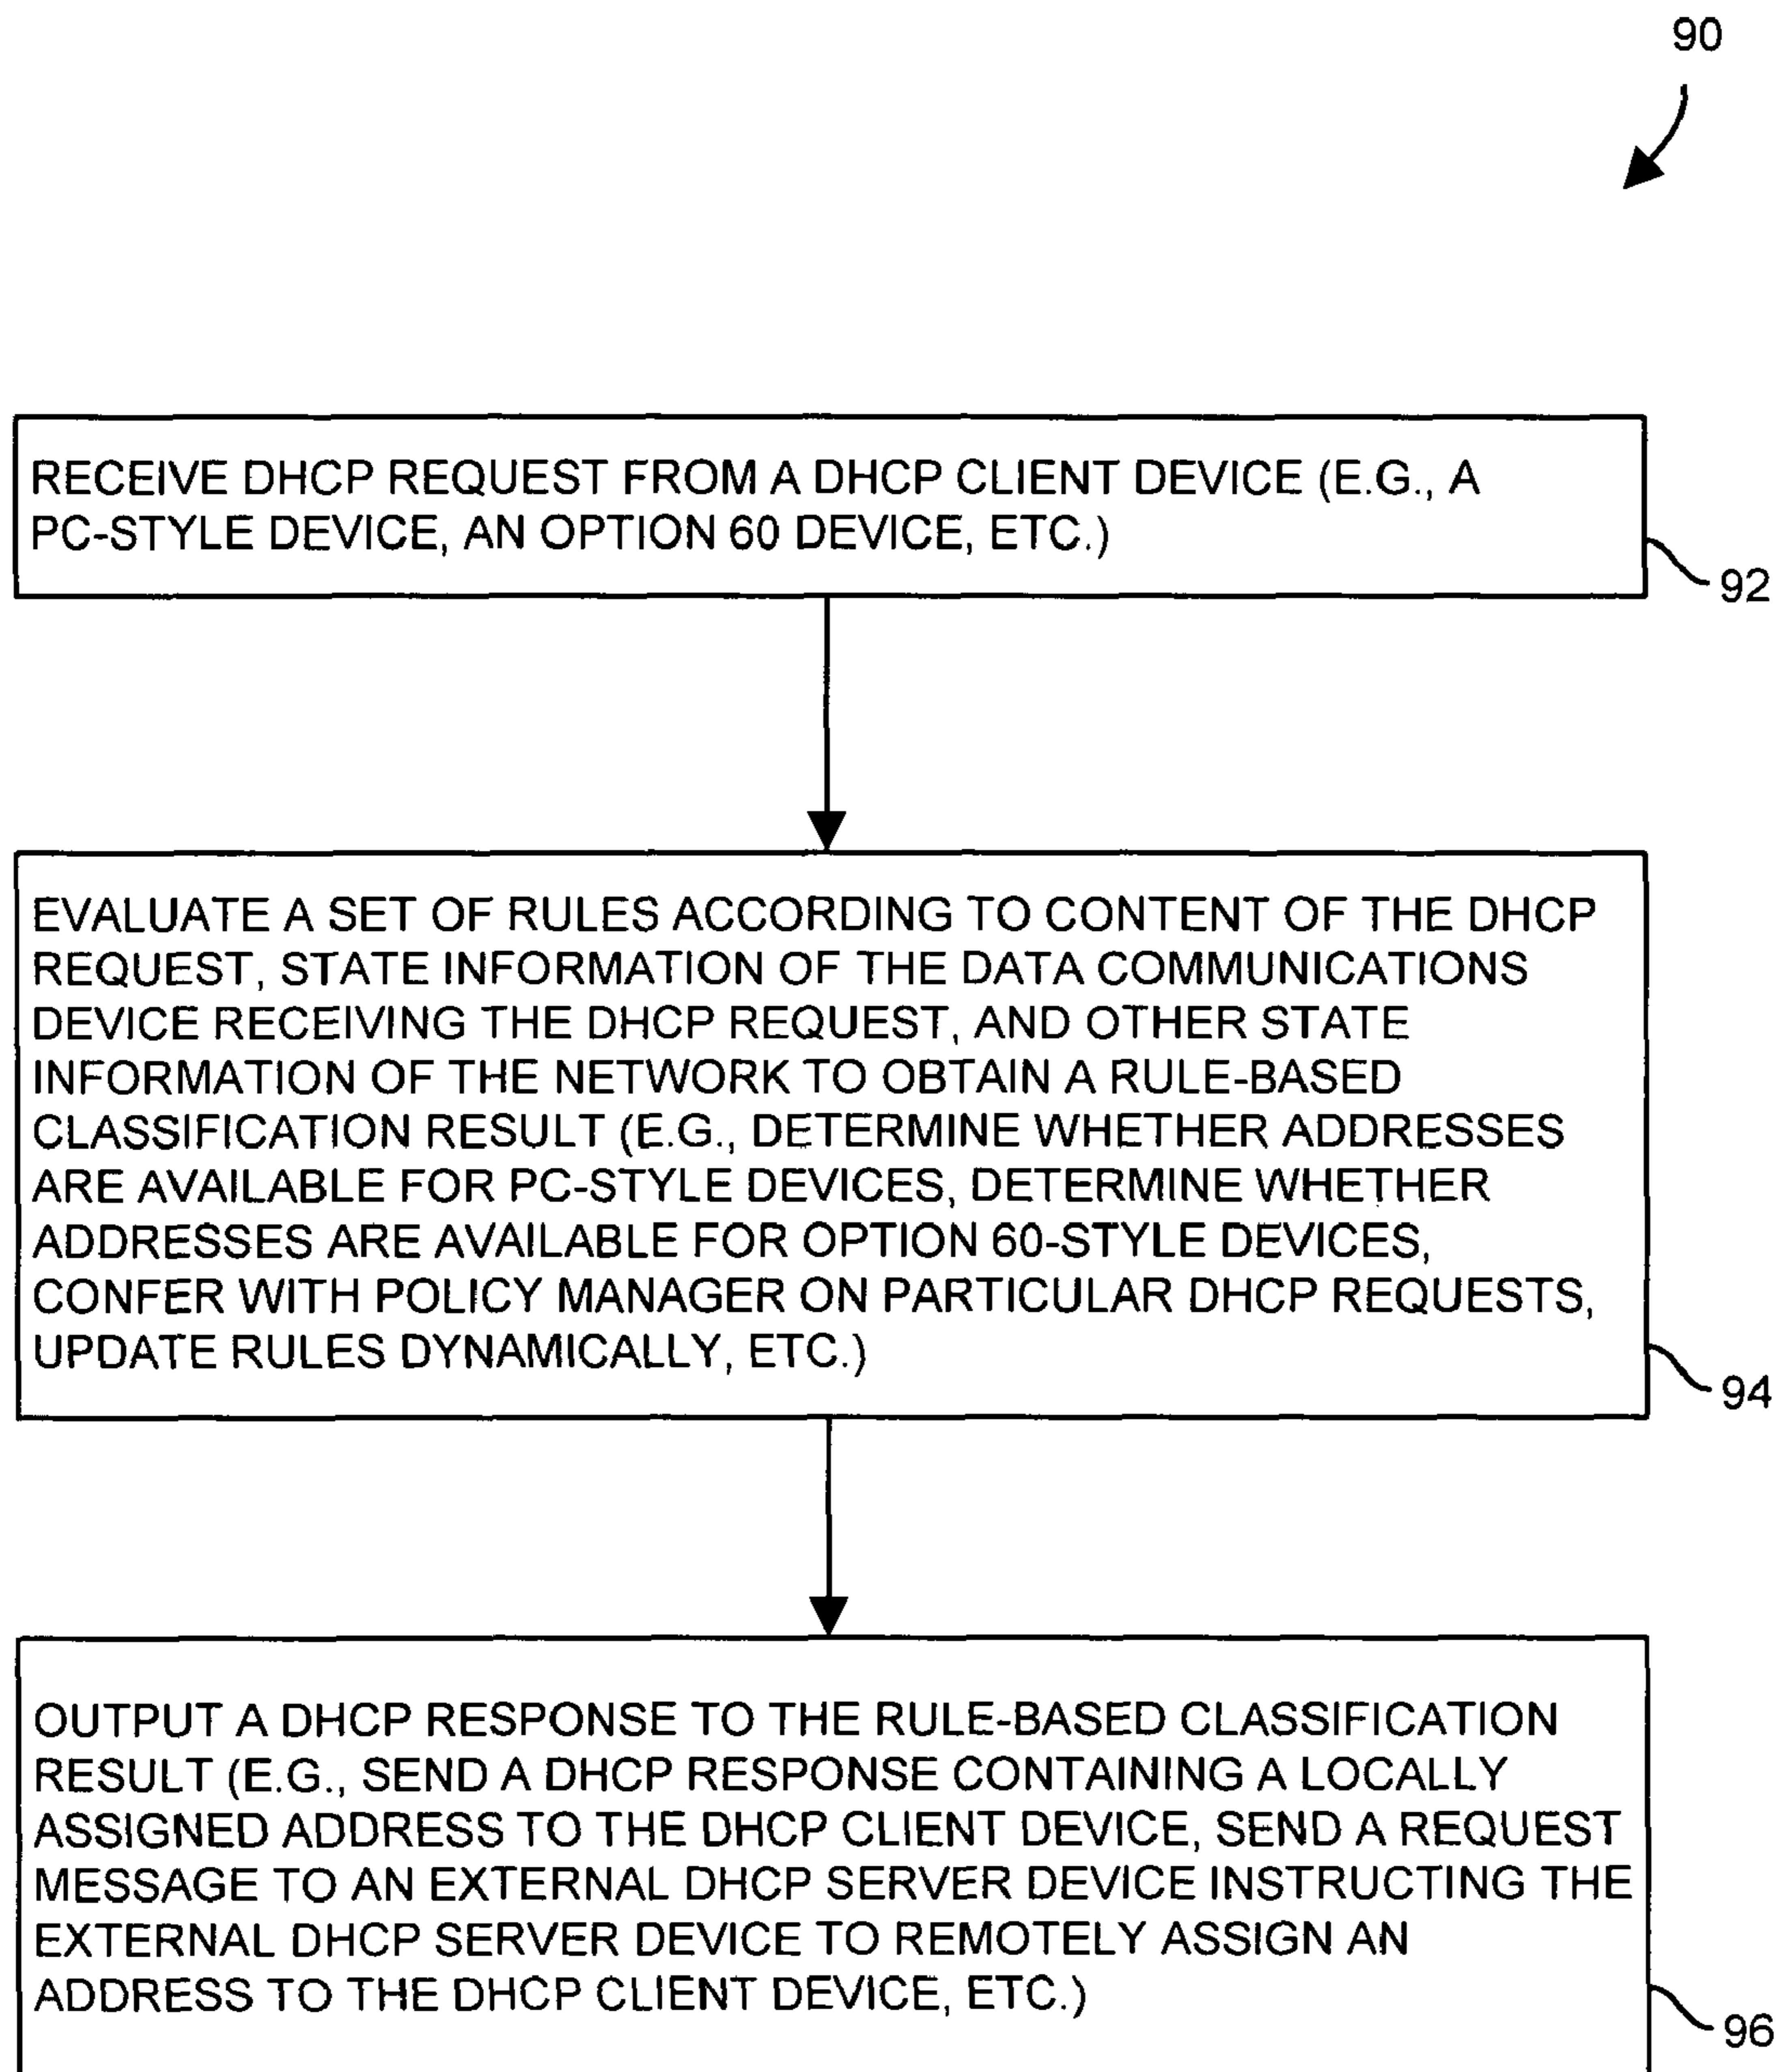 90
RECEIVE DHCP REQUEST FROM A DHCP CLIENT DEVICE (E.G., A
PC-STYLE DEVICE, AN OPTION 60 DEVICE, ETC.)
92
EVALUATE A SET OF RULES ACCORDING TO CONTENT OF THE DHCP
REQUEST, STATE INFORMATION OF THE DATA COMMUNICATIONS
DEVICE RECEIVING THE DHCP REQUEST, AND OTHER STATE
INFORMATION OF THE NETWORK TO OBTAIN A RULE-BASED
CLASSIFICATION RESULT (E.G., DETERMINE WHETHER ADDRESSES
ARE AVAILABLE FOR PC-STYLE DEVICES, DETERMINE WHETHER
ADDRESSES ARE AVAILABLE FOR OPTION 60-STYLE DEVICES,
CONFER WITH POLICY MANAGER ON PARTICULAR DHCP REQUESTS,
UPDATE RULES DYNAMICALLY, ETC.)
94
OUTPUT A DHCP RESPONSE TO THE RULE-BASED CLASSIFICATION
RESULT (E.G., SEND A DHCP RESPONSE CONTAINING A LOCALLY
ASSIGNED ADDRESS TO THE DHCP CLIENT DEVICE, SEND A REQUEST
MESSAGE TO AN EXTERNAL DHCP SERVER DEVICE INSTRUCTING THE
EXTERNAL DHCP SERVER DEVICE TO REMOTELY ASSIGN AN
ADDRESS TO THE DHCP CLIENT DEVICE, ETC.)
96